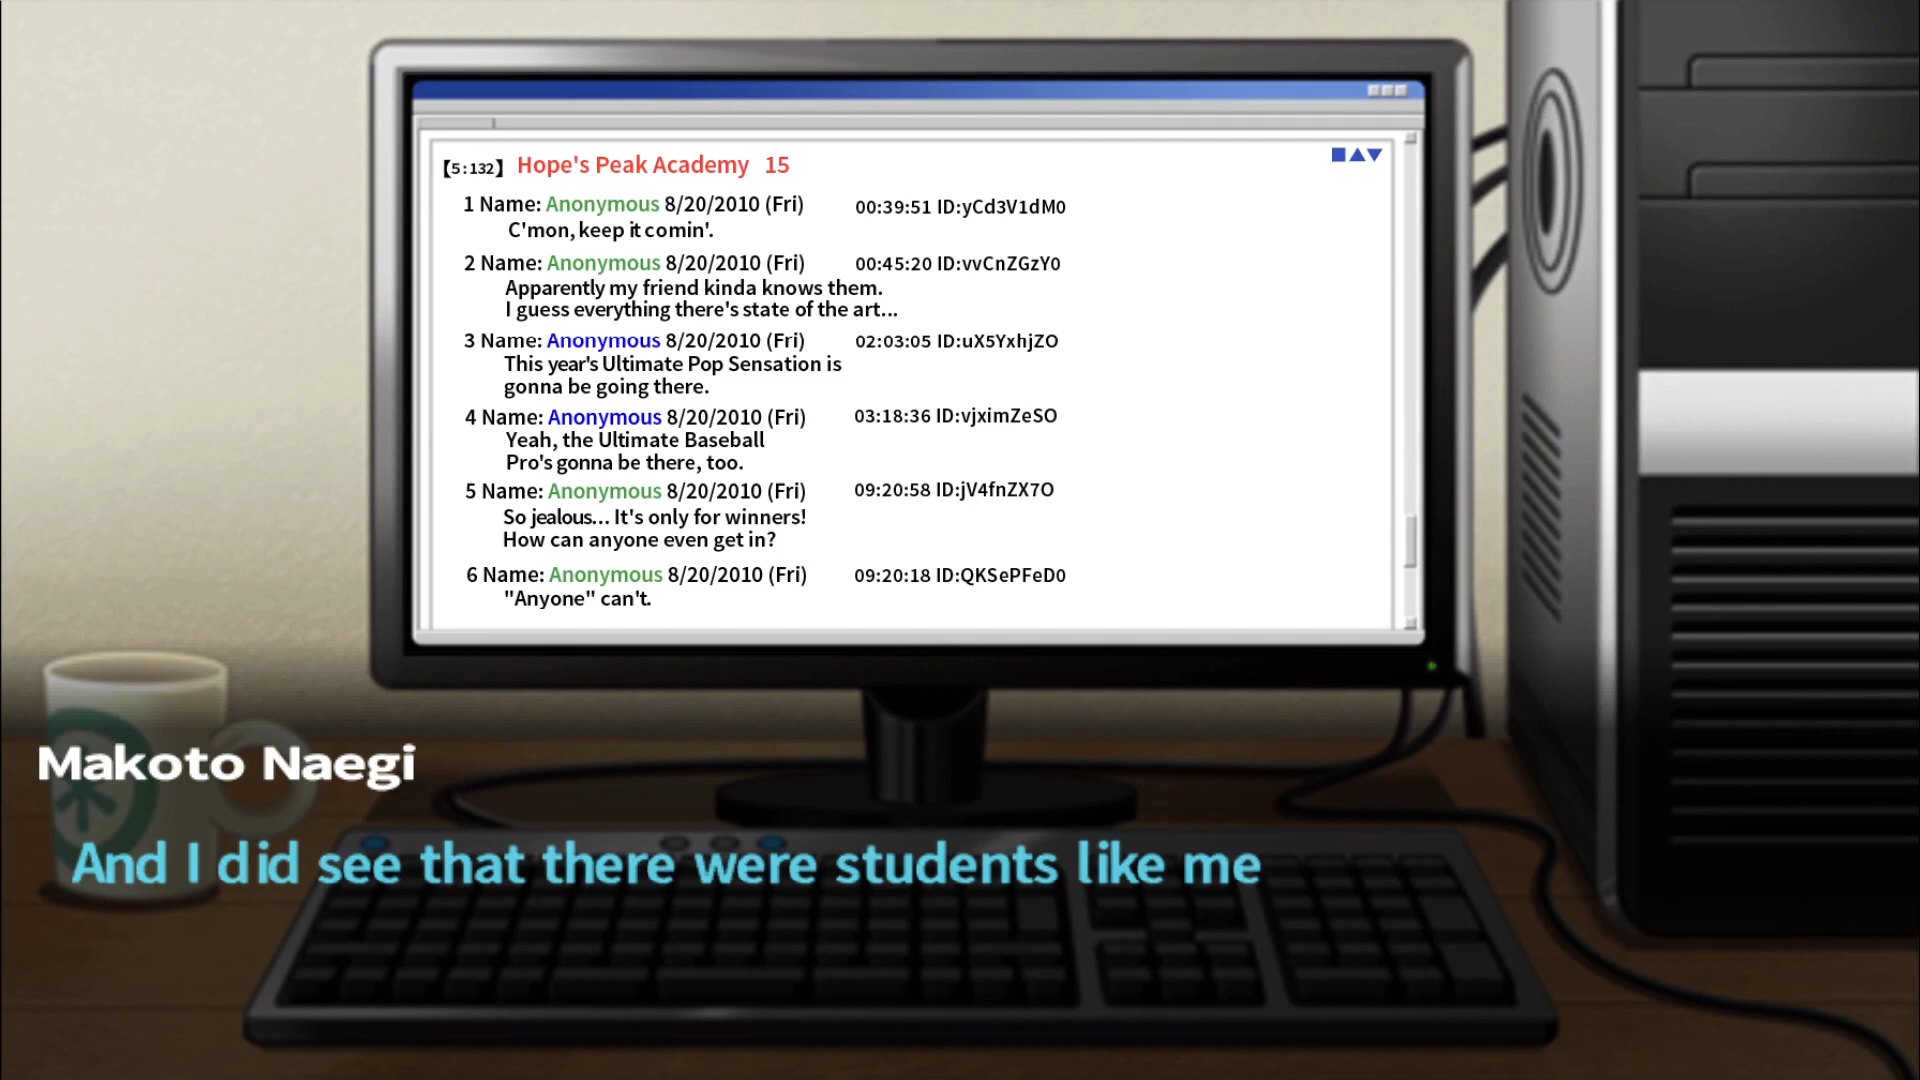 【5:132】 Hope's Peak Academy 15
1 Name: Anonymous 8/20/2010 (Fri) 00:39:51 ID:yCd3V1dM0
C'mon, keep it comin'.
2 Name: Anonymous 8/20/2010 (Fri) 00:45:20 ID:vvCnZGzY0
Apparently my friend kinda knows them.
I guess everything there's state of the art...
3 Name: Anonymous 8/20/2010 (Fri) 02:03:05 ID:uX5YxhjZO
This year's Ultimate Pop Sensation is
gonna be going there.
4 Name: Anonymous 8/20/2010 (Fri) 03:18:36 ID:vjximZeSO
Yeah, the Ultimate Baseball
Pro's gonna be there, too.
5 Name: Anonymous 8/20/2010 (Fri) 09:20:58 ID:jV4fnZX7O
So jealous... It's only for winners!
How can anyone even get in?
6 Name: Anonymous 8/20/2010 (Fri) 09:20:18 ID:QKSePFeD0
"Anyone" can't.
Makoto Naegi
And I did see that there were students like me